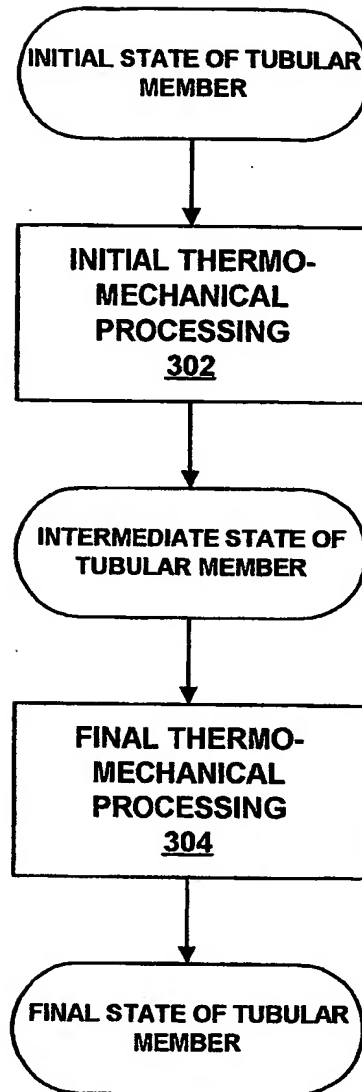 INITIAL STATE OF TUBULAR
MEMBER
INITIAL THERMO-
MECHANICAL
PROCESSING
302
INTERMEDIATE STATE OF
TUBULAR MEMBER
FINAL THERMO-
MECHANICAL
PROCESSING
304
FINAL STATE OF TUBULAR
MEMBER